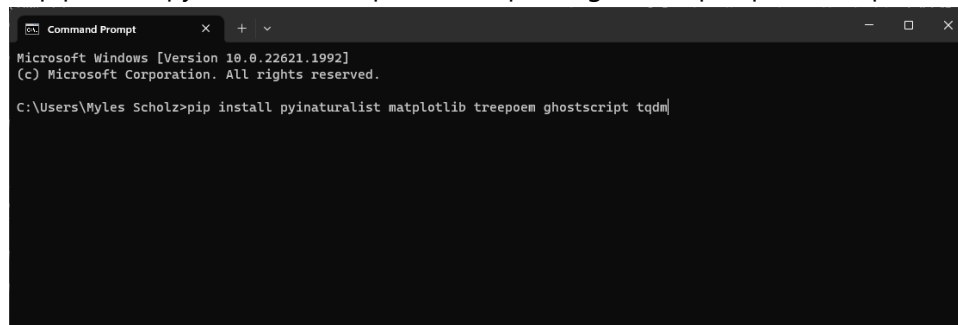 Command Prompt
Microsoft Windows [Version 10.0.22621.1992]
(c) Microsoft Corporation. All rights reserved.
C:\Users\Myles Scholz>pip install pyinaturalist matplotlib treepoem ghostscript tqdm